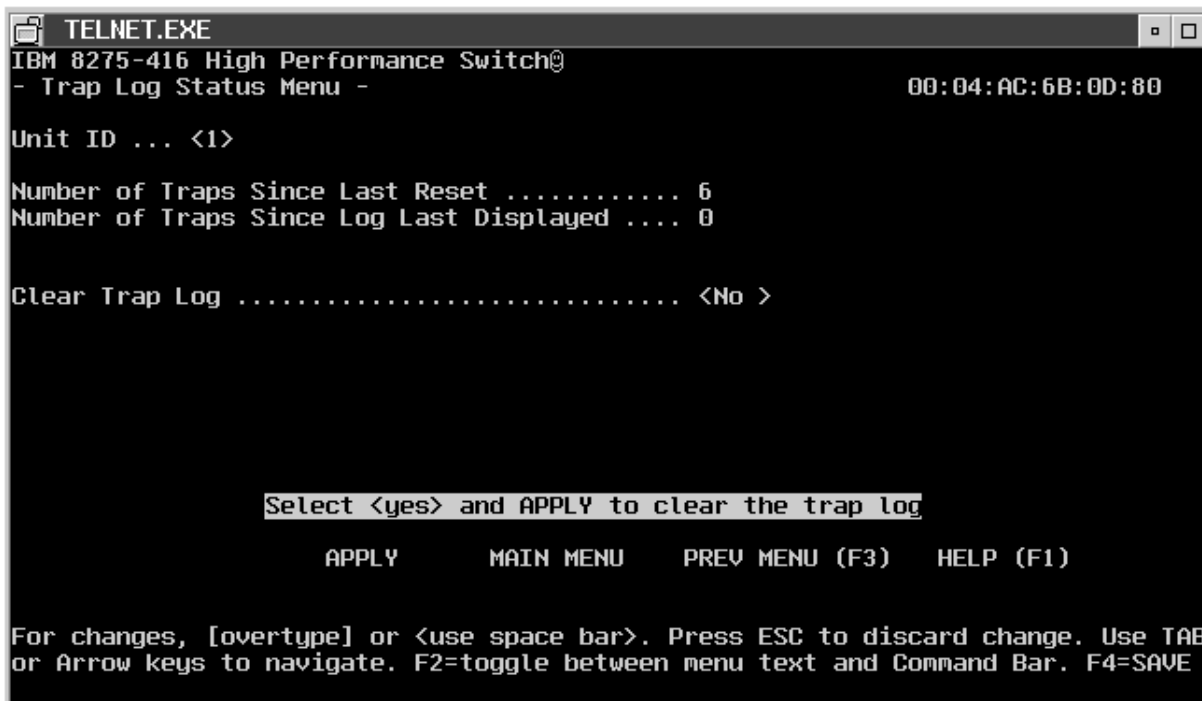 TELNET.EXE
IBM 8275-416 High Performance Switch☺
- Trap Log Status Menu - 00:04:AC:6B:0D:80
Unit ID ... <1>
Number of Traps Since Last Reset ............ 6
Number of Traps Since Log Last Displayed .... 0
Clear Trap Log ............................... <No >
Select <yes> and APPLY to clear the trap log
APPLY MAIN MENU PREV MENU (F3) HELP (F1)
For changes, [overtype] or <use space bar>. Press ESC to discard change. Use TAB
or Arrow keys to navigate. F2=toggle between menu text and Command Bar. F4=SAVE